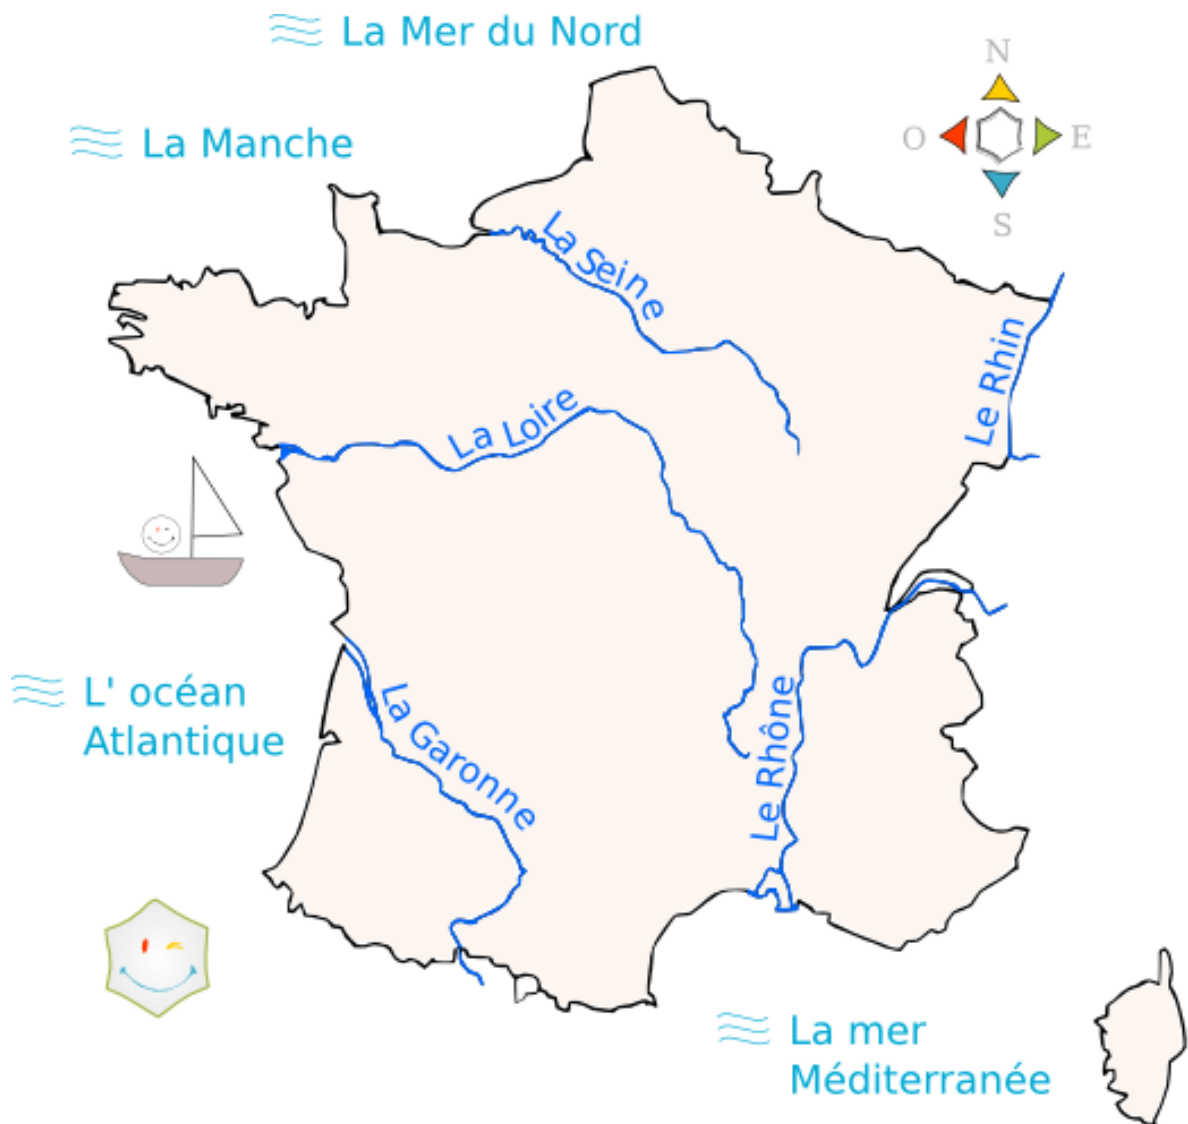 La Mer du Nord
N
La Manche
O
E
S
La Seine
Le Rhin
La Loire
L' océan
Atlantique
La Garonne
Le Rhône
La mer
Méditerranée